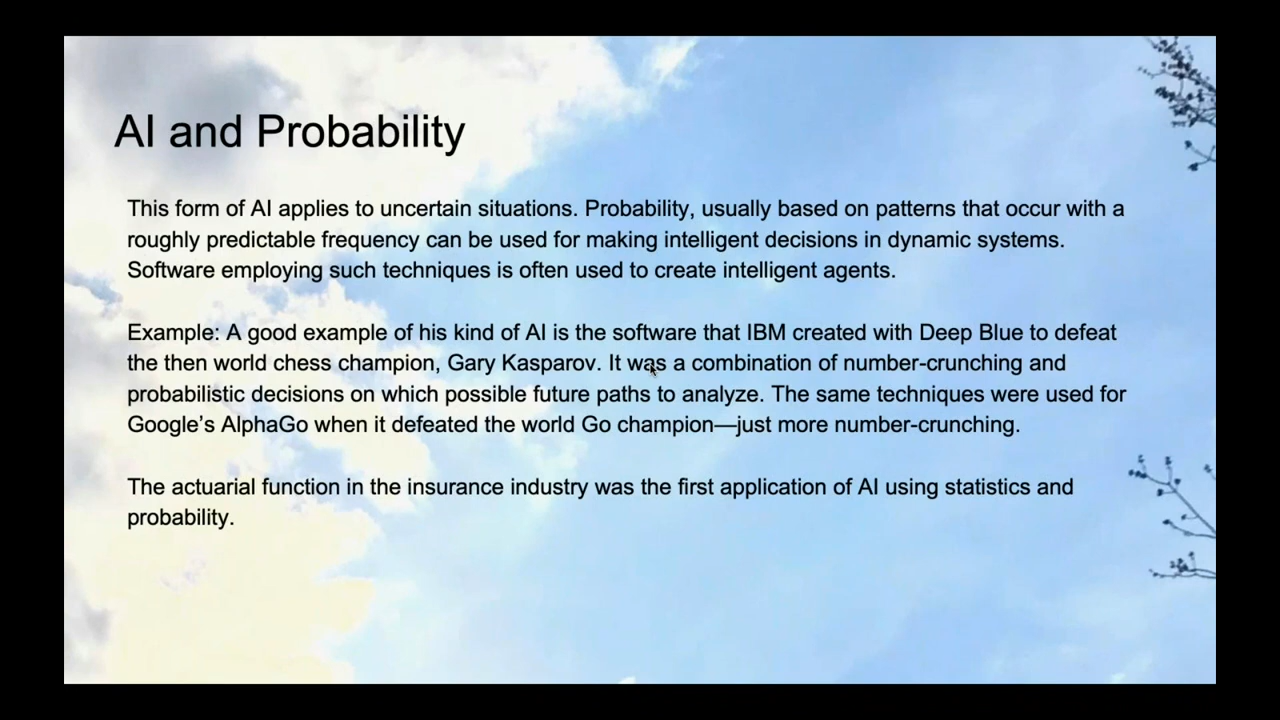 AI and Probability
This form of AI applies to uncertain situations. Probability, usually based on patterns that occur with a
roughly predictable frequency can be used for making intelligent decisions in dynamic systems.
Software employing such techniques is often used to create intelligent agents.
Example: A good example of his kind of AI is the software that IBM created with Deep Blue to defeat
the then world chess champion, Gary Kasparov. It was a combination of number-crunching and
probabilistic decisions on which possible future paths to analyze. The same techniques were used for
Google’s AlphaGo when it defeated the world Go champion—just more number-crunching.
The actuarial function in the insurance industry was the first application of AI using statistics and
probability.